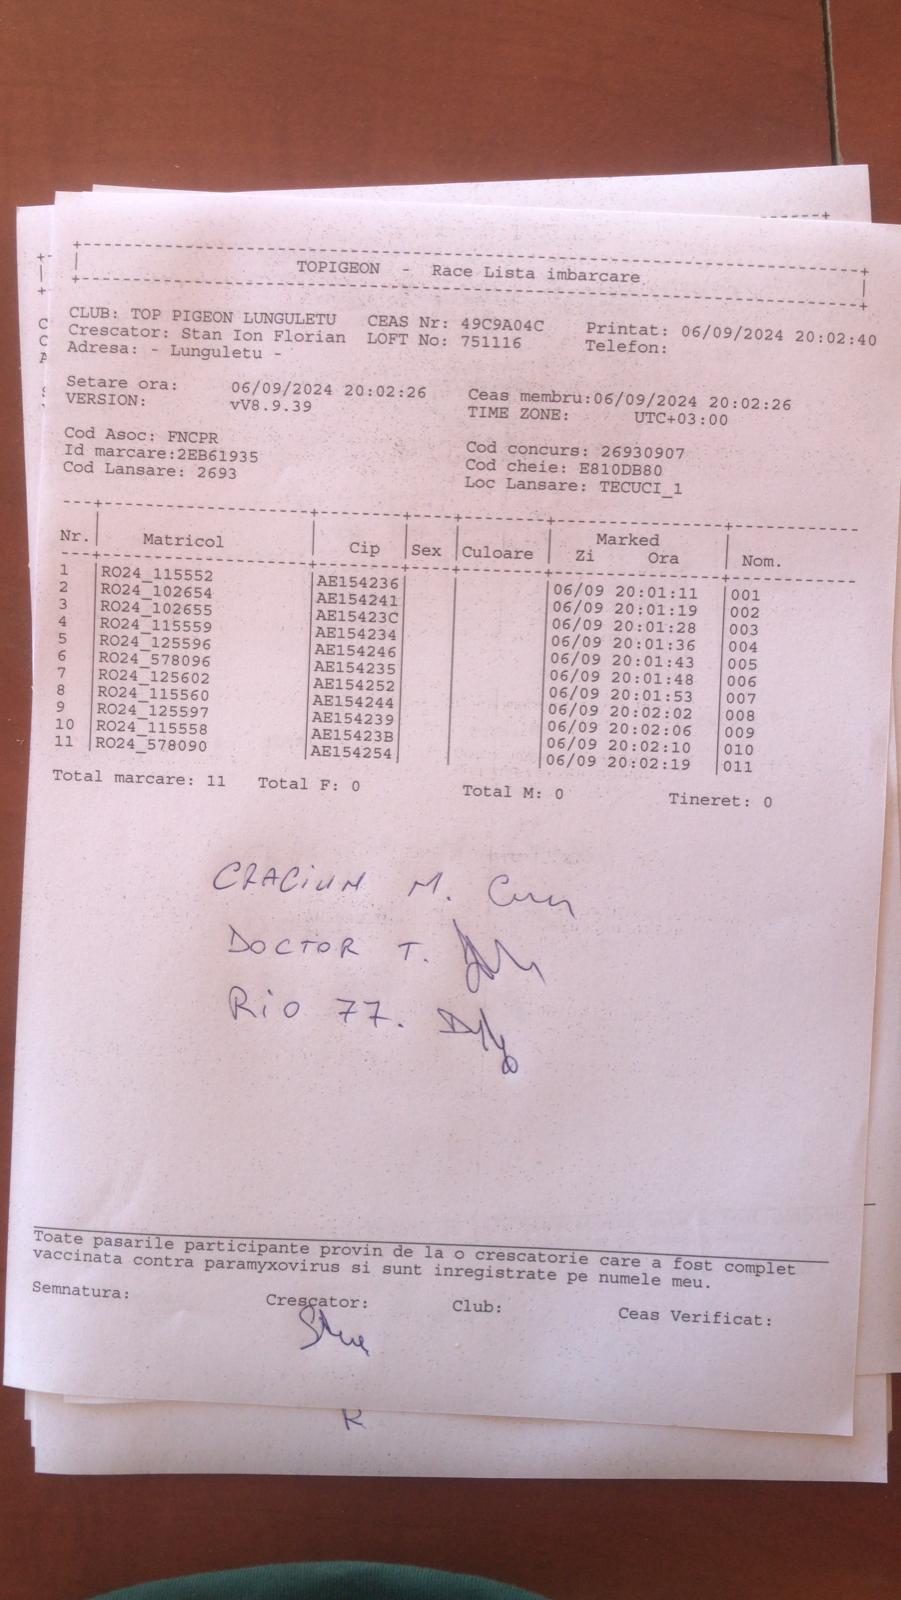 TOPIGEON - Race Lista imbarcare
CLUB: TOP PIGEON LUNGULETU CEAS Nr: 49C9A04C Printat: 06/09/2024 20:02:40
Crescator: Stan Ion Florian LOFT No: 751116 Telefon:
Adresa: - Lunguletu -
Setare ora: 06/09/2024 20:02:26 Ceas membru:06/09/2024 20:02:26
VERSION: vV8.9.39 TIME ZONE: UTC+03:00
Cod Asoc: FNCPR Cod concurs: 26930907
Id marcare:2EB61935 Cod cheie: E810DB80
Cod Lansare: 2693 Loc Lansare: TECUCI_1
Nr. Matricol Cip Sex Culoare Marked Zi Ora Nom.
1 RO24_115552 AE154236 06/09 20:01:11 001
2 RO24_102654 AE154241 06/09 20:01:19 002
3 RO24_102655 AE15423C 06/09 20:01:28 003
4 RO24_115559 AE154234 06/09 20:01:36 004
5 RO24_125596 AE154246 06/09 20:01:43 005
6 RO24_578096 AE154235 06/09 20:01:48 006
7 RO24_125602 AE154252 06/09 20:01:53 007
8 RO24_115560 AE154244 06/09 20:02:02 008
9 RO24_125597 AE154239 06/09 20:02:06 009
10 RO24_115558 AE15423B 06/09 20:02:10 010
11 RO24_578090 AE154254 06/09 20:02:19 011
Total marcare: 11 Total F: 0 Total M: 0 Tineret: 0
CRACIUN M.
DOCTOR T.
RIO 77.
Toate pasarile participante provin de la o crescatorie care a fost complet
vaccinata contra paramyxovirus si sunt inregistrate pe numele meu.
Semnatura: Crescator: Club: Ceas Verificat: